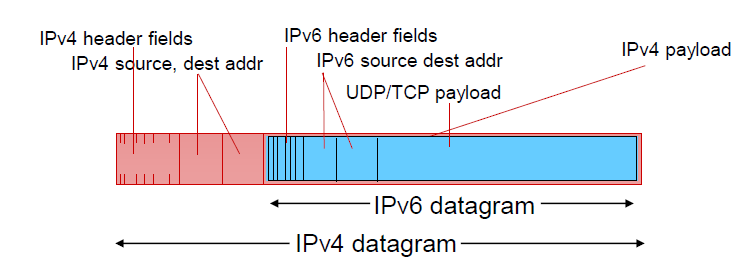 IPv4 header fields
IPv4 source, dest addr
IPv6 header fields
IPv6 source dest addr
UDP/TCP payload
IPv4 payload
IPv6 datagram
IPv4 datagram